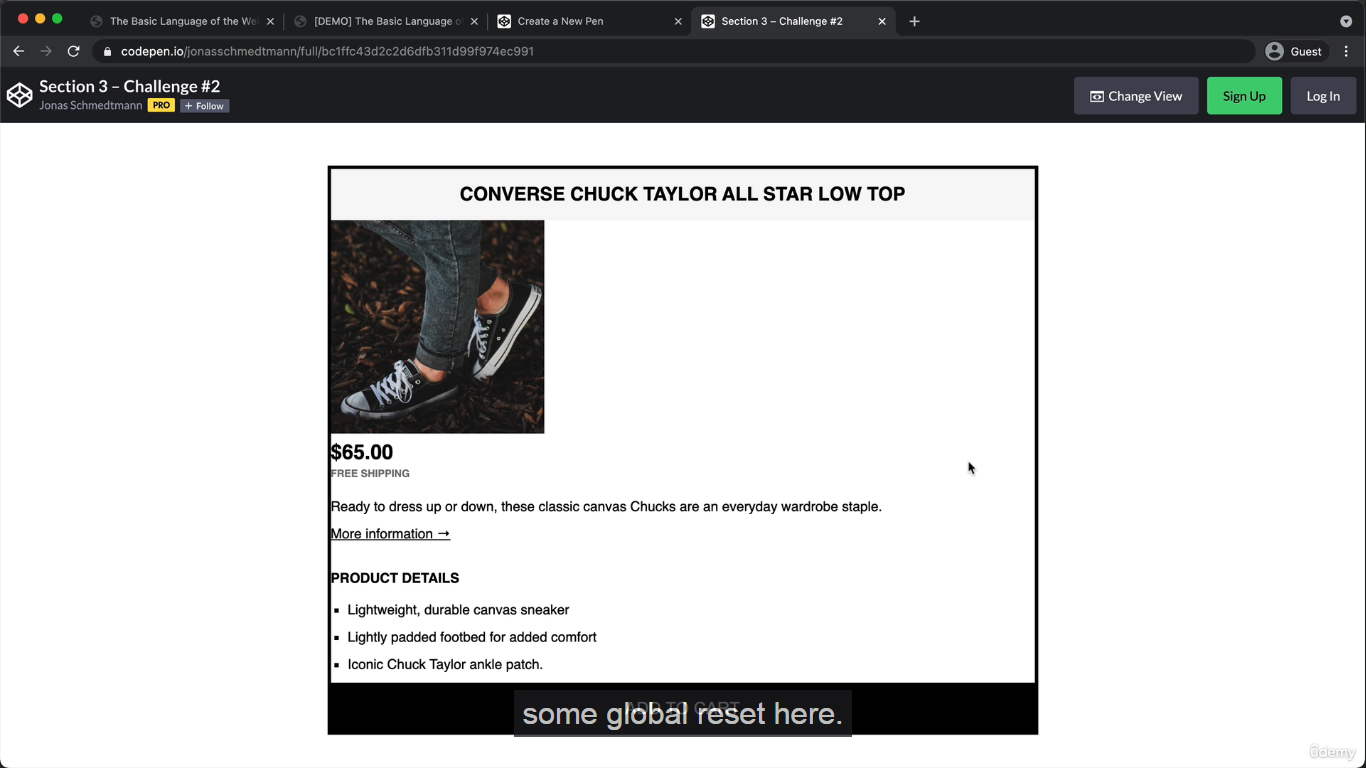 The Basic Language of the We
[DEMO] The Basic Language o
Create a New Pen
Section 3 – Challenge #2
codepen.io/jonasschmedtmann/full/bc1ffc43d2c2d6dfb311d99f974ec991
Guest
Section 3 – Challenge #2
Jonas Schmedtmann PRO + Follow
Change View
Sign Up
Log In
CONVERSE CHUCK TAYLOR ALL STAR LOW TOP
$65.00
FREE SHIPPING
Ready to dress up or down, these classic canvas Chucks are an everyday wardrobe staple.
More information →
PRODUCT DETAILS
▪ Lightweight, durable canvas sneaker
▪ Lightly padded footbed for added comfort
▪ Iconic Chuck Taylor ankle patch.
ADD TO CART
some global reset here.
ûdemy